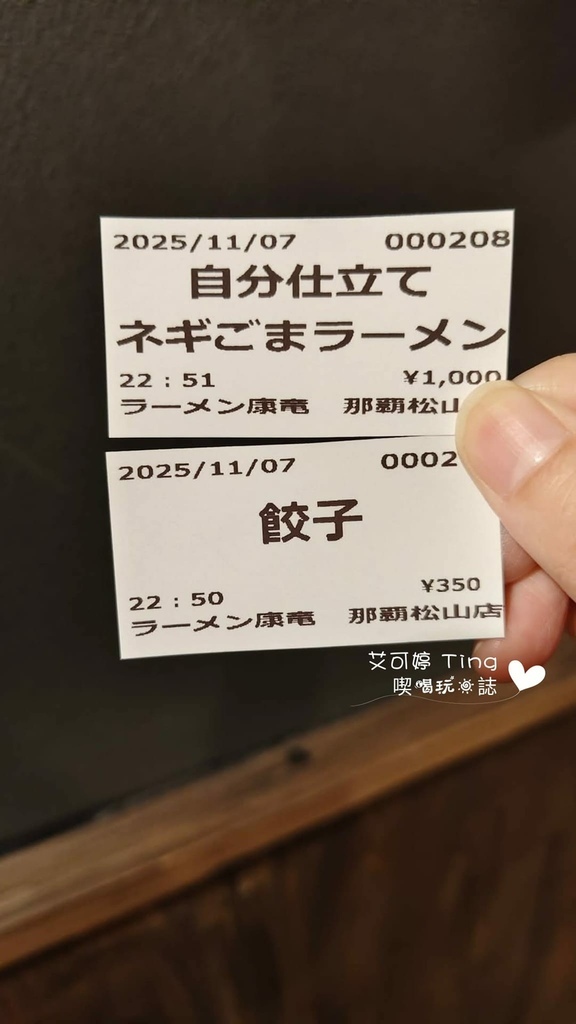 2025/11/07 000208
自分仕立て
ネギごまラーメン
22：51 ¥1,000
ラーメン康竜 那覇松山
2025/11/07 0002
餃子
22：50 ¥350
ラーメン康竜 那覇松山店
艾可婷 Ting
喫喝玩誌